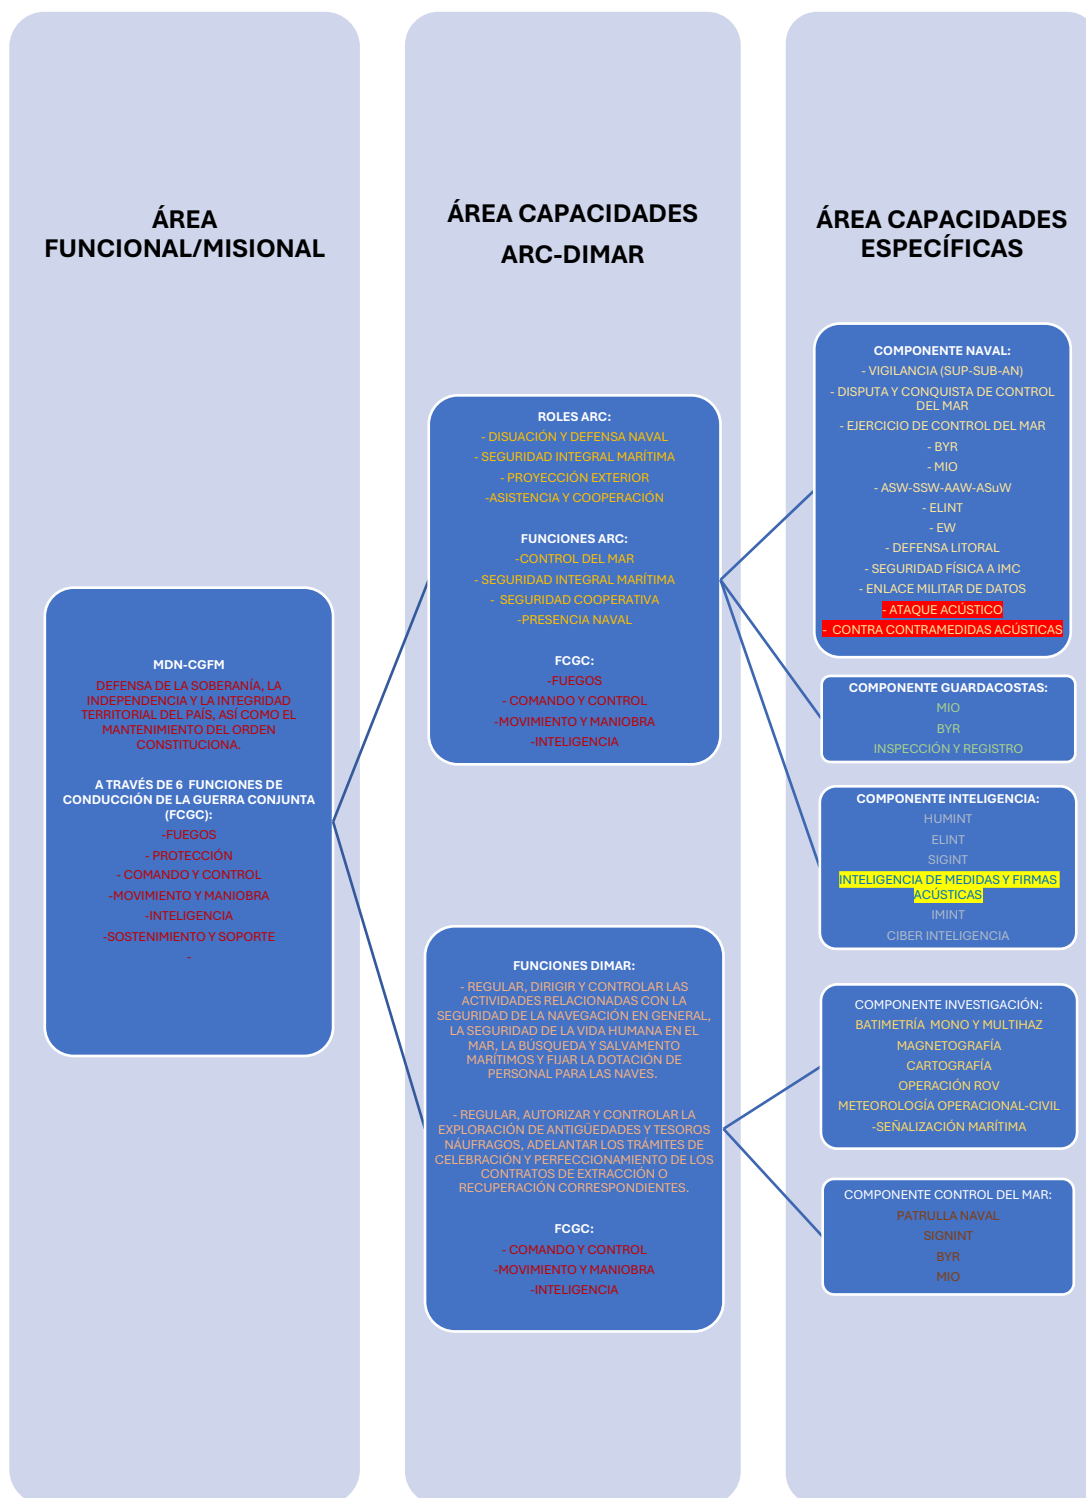 ÁREA
FUNCIONAL/MISIONAL
MDN-CGFM
DEFENSA DE LA SOBERANÍA, LA
INDEPENDENCIA Y LA INTEGRIDAD
TERRITORIAL DEL PAÍS, ASÍ COMO EL
MANTENIMIENTO DEL ORDEN
CONSTITUCIONA.
A TRAVÉS DE 6 FUNCIONES DE
CONDUCCIÓN DE LA GUERRA CONJUNTA
(FCGC):
-FUEGOS
- PROTECCIÓN
- COMANDO Y CONTROL
-MOVIMIENTO Y MANIOBRA
-INTELIGENCIA
-SOSTENIMIENTO Y SOPORTE
-
ÁREA CAPACIDADES
ARC-DIMAR
ROLES ARC:
- DISUACIÓN Y DEFENSA NAVAL
- SEGURIDAD INTEGRAL MARÍTIMA
- PROYECCIÓN EXTERIOR
-ASISTENCIA Y COOPERACIÓN
FUNCIONES ARC:
-CONTROL DEL MAR
- SEGURIDAD INTEGRAL MARÍTIMA
- SEGURIDAD COOPERATIVA
-PRESENCIA NAVAL
FCGC:
-FUEGOS
- COMANDO Y CONTROL
-MOVIMIENTO Y MANIOBRA
-INTELIGENCIA
FUNCIONES DIMAR:
- REGULAR, DIRIGIR Y CONTROLAR LAS
ACTIVIDADES RELACIONADAS CON LA
SEGURIDAD DE LA NAVEGACIÓN EN GENERAL,
LA SEGURIDAD DE LA VIDA HUMANA EN EL
MAR, LA BÚSQUEDA Y SALVAMENTO
MARÍTIMOS Y FIJAR LA DOTACIÓN DE
PERSONAL PARA LAS NAVES.
- REGULAR, AUTORIZAR Y CONTROLAR LA
EXPLORACIÓN DE ANTIGÜEDADES Y TESOROS
NÁUFRAGOS, ADELANTAR LOS TRÁMITES DE
CELEBRACIÓN Y PERFECCIONAMIENTO DE LOS
CONTRATOS DE EXTRACCIÓN O
RECUPERACIÓN CORRESPONDIENTES.
FCGC:
- COMANDO Y CONTROL
-MOVIMIENTO Y MANIOBRA
-INTELIGENCIA
ÁREA CAPACIDADES
ESPECÍFICAS
COMPONENTE NAVAL:
- VIGILANCIA (SUP-SUB-AN)
- DISPUTA Y CONQUISTA DE CONTROL
DEL MAR
- EJERCICIO DE CONTROL DEL MAR
- BYR
- MIO
- ASW-SSW-AAW-ASuW
- ELINT
- EW
- DEFENSA LITORAL
- SEGURIDAD FÍSICA A IMC
- ENLACE MILITAR DE DATOS
- ATAQUE ACÚSTICO
- CONTRA CONTRAMEDIDAS ACÚSTICAS
COMPONENTE GUARDACOSTAS:
MIO
BYR
INSPECCIÓN Y REGISTRO
COMPONENTE INTELIGENCIA:
HUMINT
ELINT
SIGINT
INTELIGENCIA DE MEDIDAS Y FIRMAS
ACÚSTICAS
IMINT
CIBER INTELIGENCIA
COMPONENTE INVESTIGACIÓN:
BATIMETRÍA MONO Y MULTIHAZ
MAGNETOGRAFÍA
CARTOGRAFÍA
OPERACIÓN ROV
METEOROLOGÍA OPERACIONAL-CIVIL
-SEÑALIZACIÓN MARÍTIMA
COMPONENTE CONTROL DEL MAR:
PATRULLA NAVAL
SIGNINT
BYR
MIO